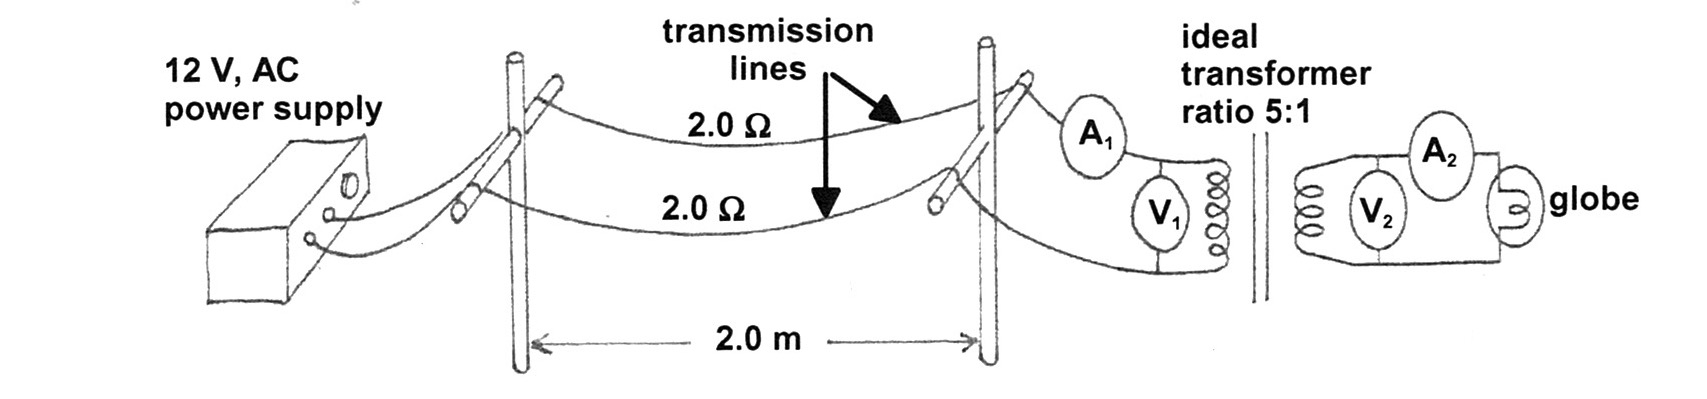 12 V, AC
power supply
transmission
lines
2.0 Ω
2.0 Ω
2.0 m
ideal
transformer
ratio 5:1
A₁
V₁
V₂
A₂
globe